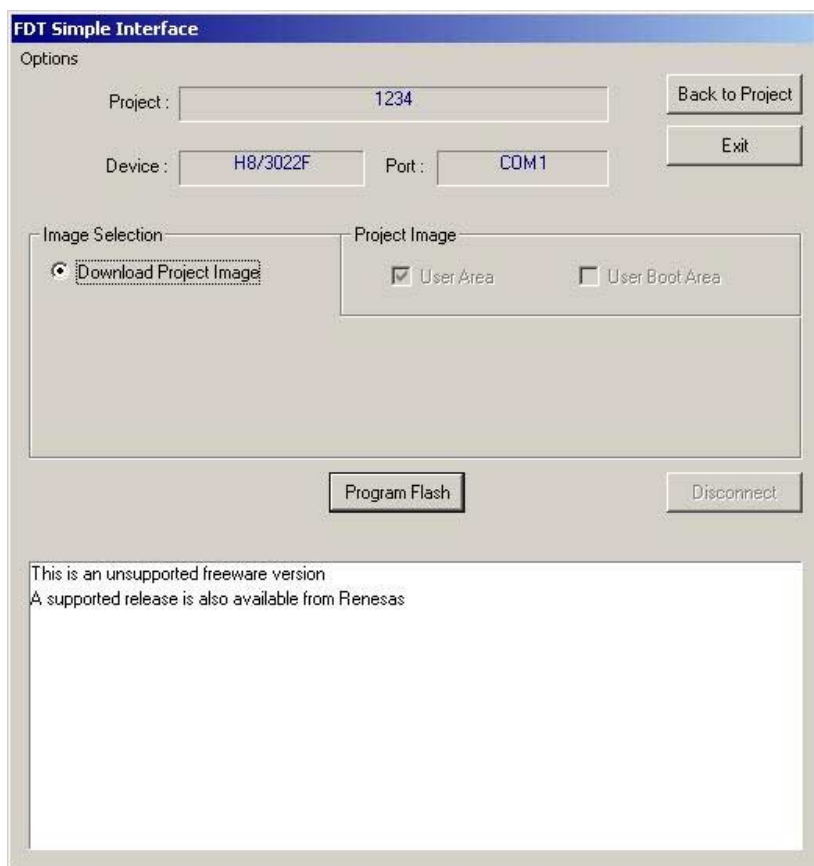 FDT Simple Interface
Options
Project :
1234
Back to Project
Device :
H8/3022F
Port :
COM1
Exit
Image Selection
Project Image
Download Project Image
User Area
User Boot Area
Program Flash
Disconnect
This is an unsupported freeware version
A supported release is also available from Renesas